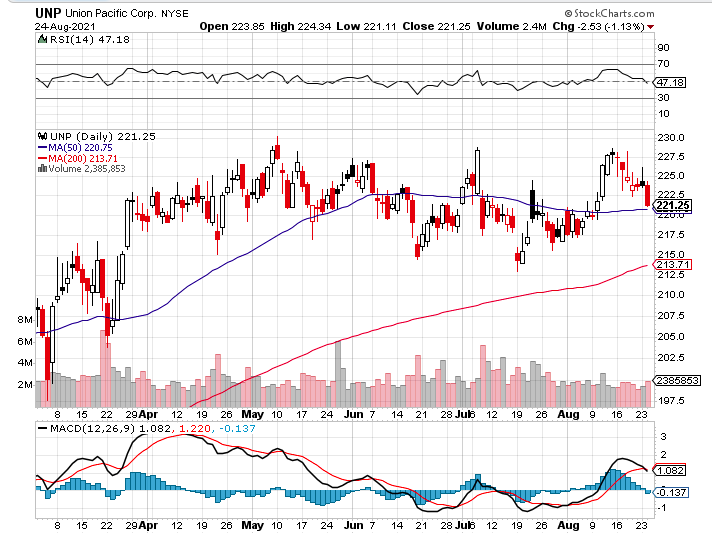 UNP Union Pacific Corp. NYSE © StockCharts.com
24-Aug-2021 Open 223.85 High 224.34 Low 221.11 Close 221.25 Volume 2.4M Chg -2.53 (-1.13%)
RSI(14) 47.18
90
70
50
47.18
30
10
UNP (Daily) 221.25
MA(50) 220.75
MA(200) 213.71
Volume 2,385,853
230.0
227.5
225.0
222.5
221.25
220.0
217.5
215.0
213.71
212.5
210.0
207.5
205.0
202.5
197.5
8M
6M
4M
2M
2385853
8 15 22 Apr 12 19 26 May 10 17 24 Jun 7 14 21 28 Jul 6 12 19 26 Aug 9 16 23
MACD(12,26,9) 1.082, 1.220, -0.137
3
2
1.082
-0.137
-1
8 15 22 Apr 12 19 26 May 10 17 24 Jun 7 14 21 28 Jul 6 12 19 26 Aug 9 16 23